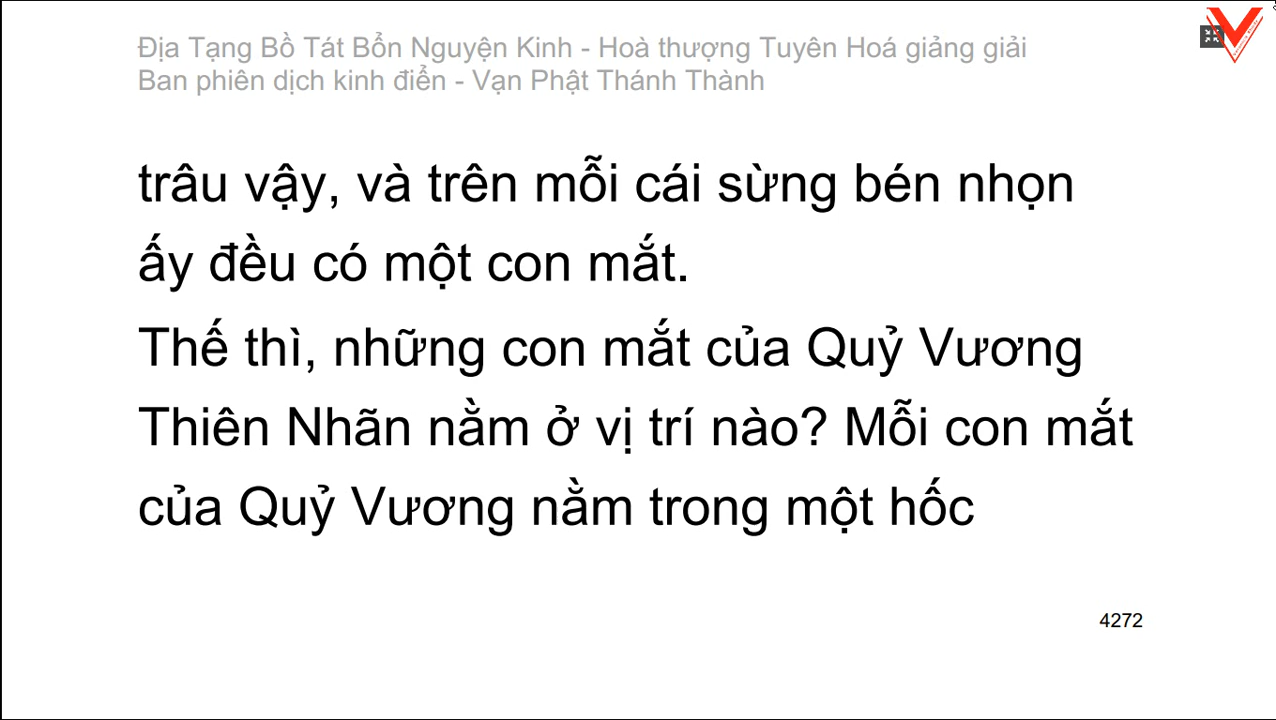 Địa Tạng Bồ Tát Bổn Nguyện Kinh - Hoà thượng Tuyên Hoá giảng giải
Ban phiên dịch kinh điển - Vạn Phật Thánh Thành
trâu vậy, và trên mỗi cái sừng bén nhọn
ấy đều có một con mắt.
Thế thì, những con mắt của Quỷ Vương
Thiên Nhãn nằm ở vị trí nào? Mỗi con mắt
của Quỷ Vương nằm trong một hốc
4272